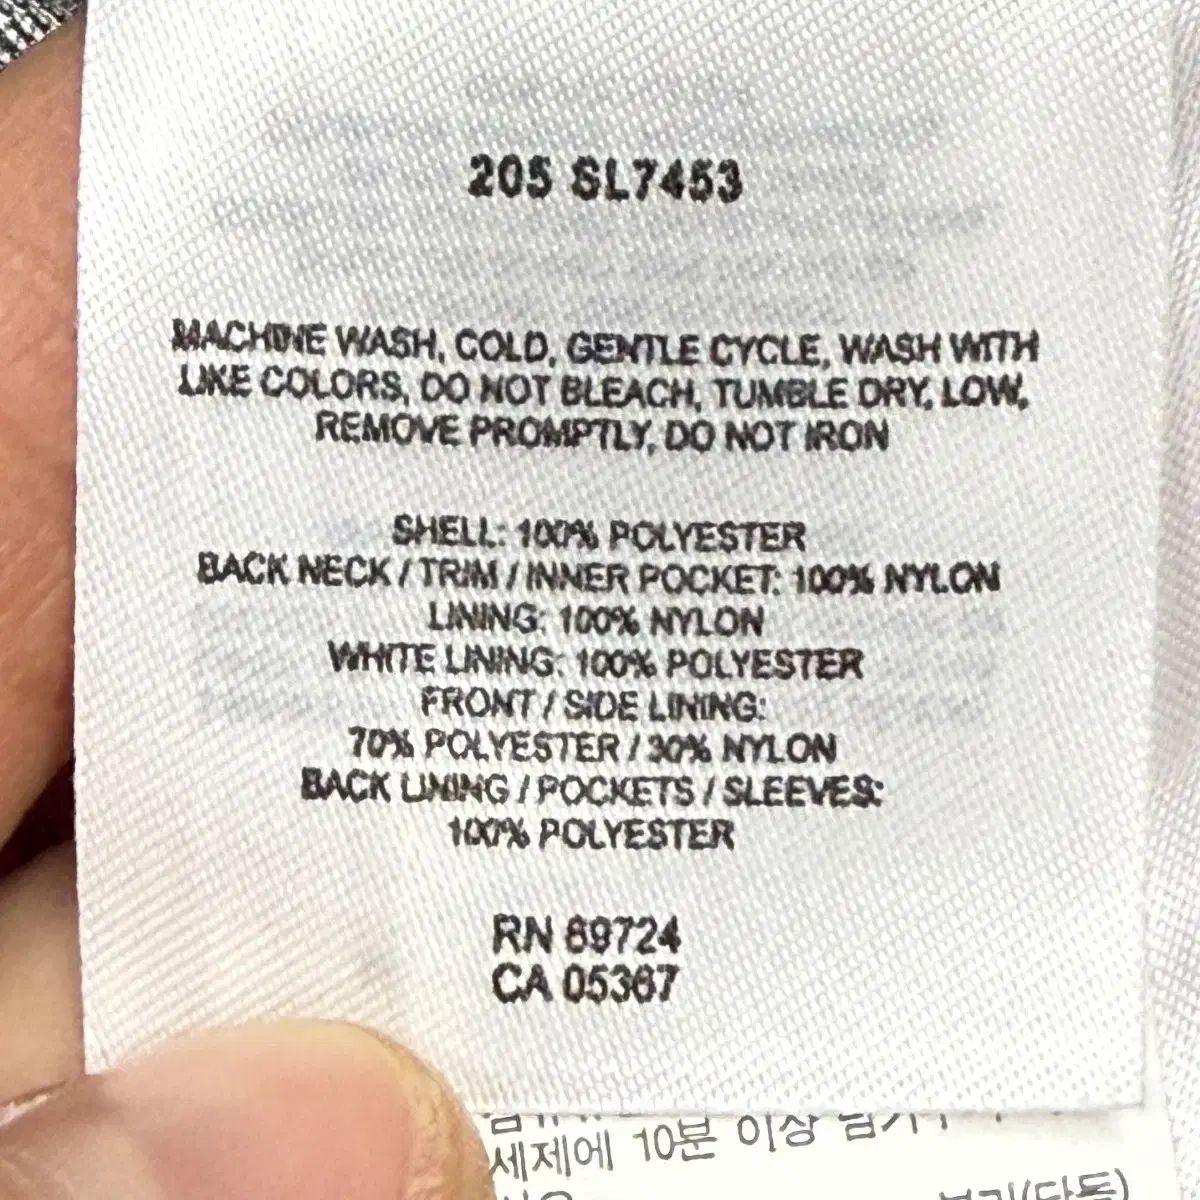 205 SL7453
MACHINE WASH, COLD, GENTLE CYCLE, WASH WITH
LIKE COLORS, DO NOT BLEACH, TUMBLE DRY, LOW,
REMOVE PROMPTLY, DO NOT IRON
SHELL: 100% POLYESTER
BACK NECK / TRIM / INNER POCKET: 100% NYLON
LINING: 100% NYLON
WHITE LINING: 100% POLYESTER
FRONT / SIDE LINING:
70% POLYESTER / 30% NYLON
BACK LINING / POCKETS / SLEEVES:
100% POLYESTER
RN 69724
CA 05367
세제에 10분 이상